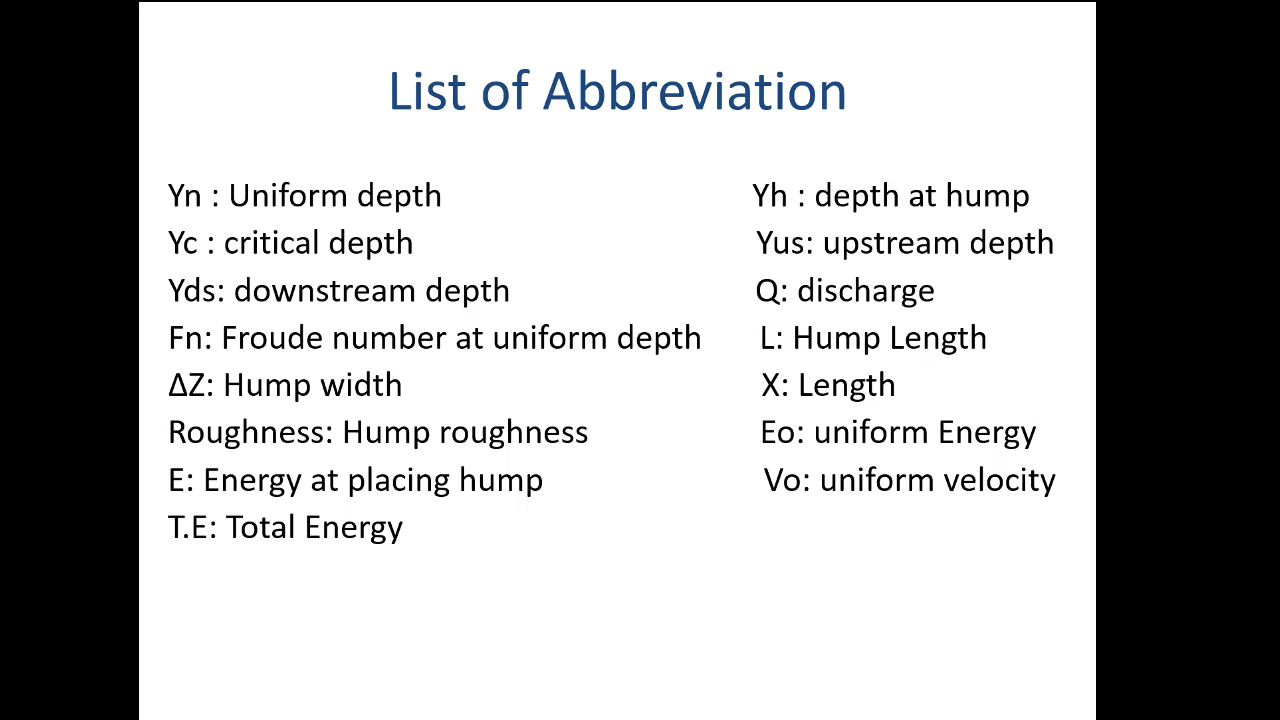 List of Abbreviation
Yn : Uniform depth Yh : depth at hump
Yc : critical depth Yus: upstream depth
Yds: downstream depth Q: discharge
Fn: Froude number at uniform depth L: Hump Length
ΔZ: Hump width X: Length
Roughness: Hump roughness Eo: uniform Energy
E: Energy at placing hump Vo: uniform velocity
T.E: Total Energy